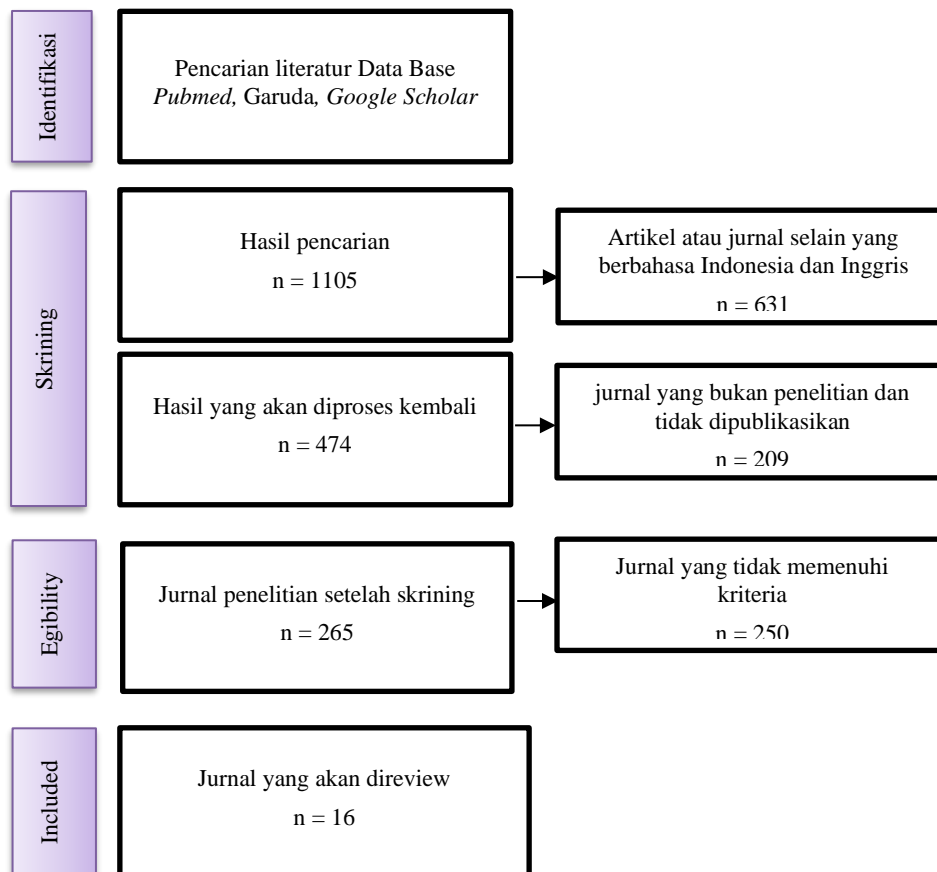 Identifikasi
Pencarian literatur Data Base
Pubmed, Garuda, Google Scholar
Skrining
Hasil pencarian
n = 1105
Artikel atau jurnal selain yang
berbahasa Indonesia dan Inggris
n = 631
Hasil yang akan diproses kembali
n = 474
jurnal yang bukan penelitian dan
tidak dipublikasikan
n = 209
Egibility
Jurnal penelitian setelah skrining
n = 265
Jurnal yang tidak memenuhi
kriteria
n = 250
Included
Jurnal yang akan direview
n = 16